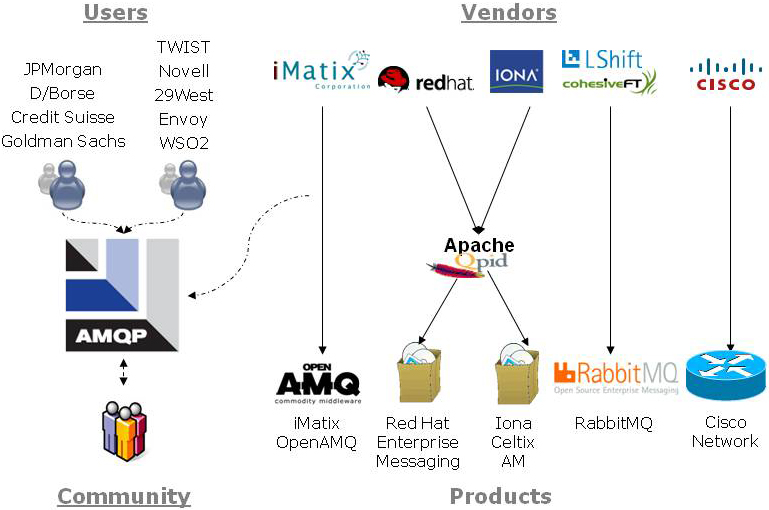 Users
Vendors
JPMorgan
D/Borse
Credit Suisse
Goldman Sachs
TWIST
Novell
29West
Envoy
WSO2
iMatix
Corporation
redhat.
IONA
LShift
cohesiveFT
CISCO
Apache
Qpid
AMQP
OPEN
AMQ
commodity middleware
RabbitMQ
Open Source Enterprise Messaging
iMatix
OpenAMQ
Red Hat
Enterprise
Messaging
Iona
Celtix
AM
RabbitMQ
Cisco
Network
Community
Products